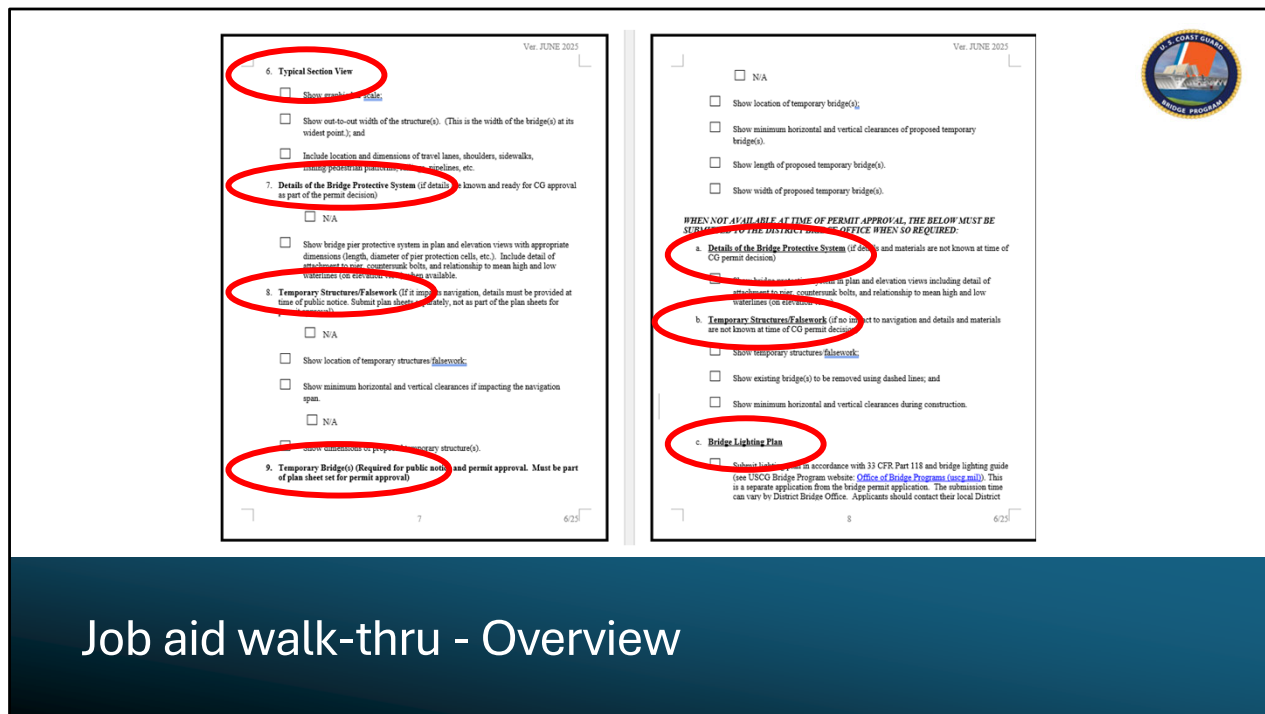 Ver. JUNE 2025
6. Typical Section View
Show graphical scale;
Show out-to-out width of the structure(s). (This is the width of the bridge(s) at its
widest point.); and
Include location and dimensions of travel lanes, shoulders, sidewalks,
pedestrian platforms, pipelines, etc.
7. Details of the Bridge Protective System (if details are known and ready for CG approval
as part of the permit decision)
N/A
Show bridge pier protective system in plan and elevation views with appropriate
dimensions (length, diameter of pier protection cells, etc.). Include detail of
attachment to pier, countersunk bolts, and relationship to mean high and low
waterlines (on elevation view) when available.
8. Temporary Structures/Falsework (If it impacts navigation, details must be provided at
time of public notice. Submit plan sheets separately, not as part of the plan sheets for
permit approval)
N/A
Show location of temporary structures/falsework;
Show minimum horizontal and vertical clearances if impacting the navigation
span.
N/A
Show dimensions of proposed temporary structure(s).
9. Temporary Bridge(s) (Required for public notice and permit approval. Must be part
of plan sheet set for permit approval)
7
6/25
Ver. JUNE 2025
N/A
Show location of temporary bridge(s);
Show minimum horizontal and vertical clearances of proposed temporary
bridge(s).
Show length of proposed temporary bridge(s).
Show width of proposed temporary bridge(s).
WHEN NOT AVAILABLE AT TIME OF PERMIT APPROVAL, THE BELOW MUST BE
SUBMITTED TO THE DISTRICT BRIDGE OFFICE WHEN SO REQUIRED:
a. Details of the Bridge Protective System (if details and materials are not known at time of
CG permit decision)
Show bridge protective system in plan and elevation views including detail of
attachment to pier, countersunk bolts, and relationship to mean high and low
waterlines (on elevation view).
b. Temporary Structures/Falsework (if no impact to navigation and details and materials
are not known at time of CG permit decision)
Show temporary structures/falsework;
Show existing bridge(s) to be removed using dashed lines; and
Show minimum horizontal and vertical clearances during construction.
c. Bridge Lighting Plan
Submit lighting plan in accordance with 33 CFR Part 118 and bridge lighting guide
(see USCG Bridge Program website: Office of Bridge Programs (uscg.mil)). This
is a separate application from the bridge permit application. The submission time
can vary by District Bridge Office. Applicants should contact their local District
8
6/25
U. S. COAST GUARD
BRIDGE PROGRAM
Job aid walk-thru - Overview